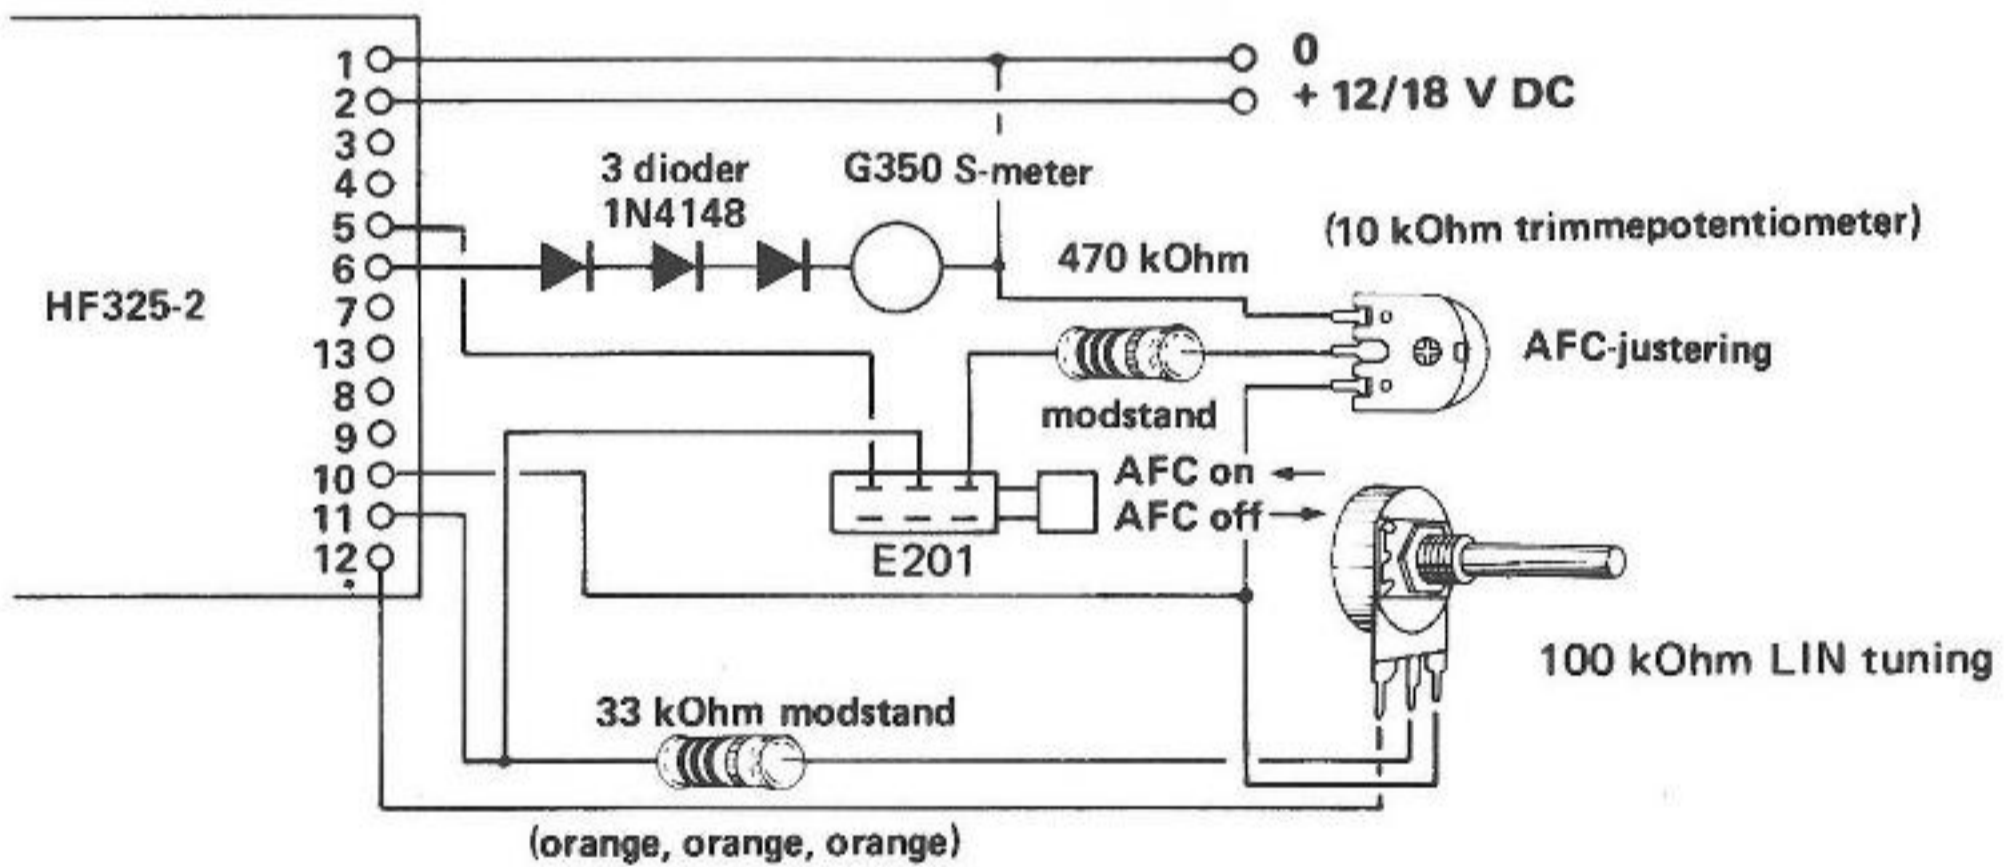 1
0
2
+ 12/18 V DC
3
3 dioder
1N4148
G350 S-meter
4
5
(10 kOhm trimmepotentiometer)
6
470 kOhm
HF325-2
7
13
AFC-justering
8
modstand
9
10
AFC on
11
AFC off
12
E201
100 kOhm LIN tuning
33 kOhm modstand
(orange, orange, orange)